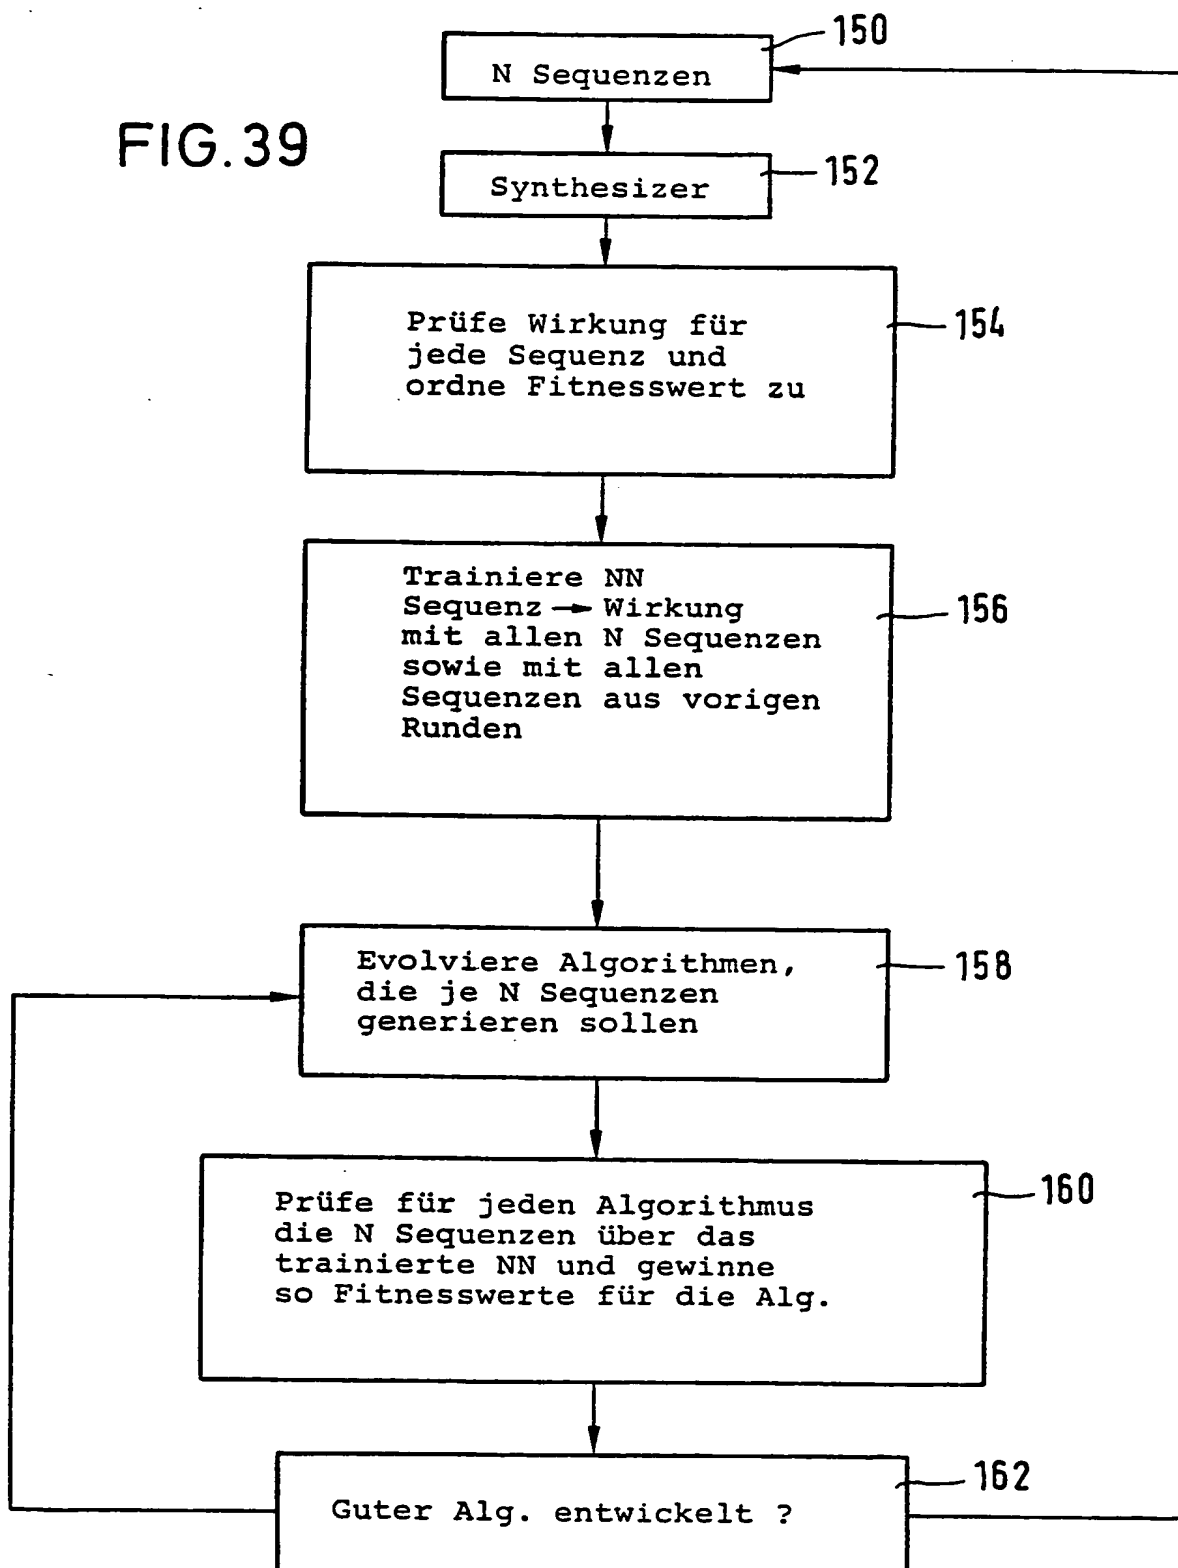 150
N Sequenzen
FIG.39
152
Synthesizer
154
Prüfe Wirkung für
jede Sequenz und
ordne Fitnesswert zu
156
Trainiere NN
Sequenz → Wirkung
mit allen N Sequenzen
sowie mit allen
Sequenzen aus vorigen
Runden
158
Evolviere Algorithmen,
die je N Sequenzen
generieren sollen
160
Prüfe für jeden Algorithmus
die N Sequenzen über das
trainierte NN und gewinne
so Fitnesswerte für die Alg.
162
Guter Alg. entwickelt ?